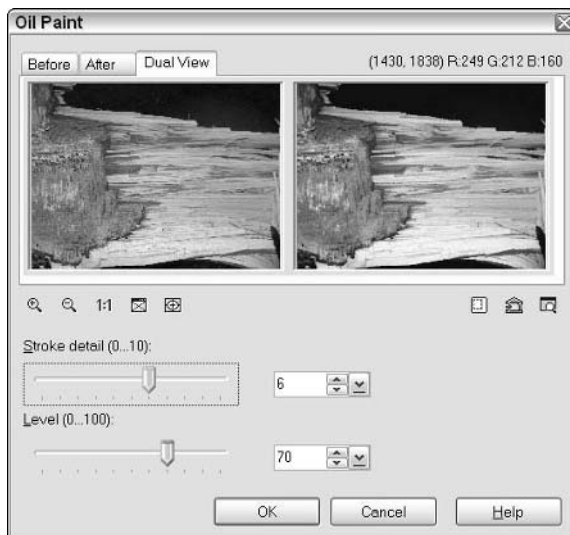 Oil Paint
Before After Dual View (1430, 1838) R:249 G:212 B:160
1:1
Stroke detail (0...10):
6
Level (0...100):
70
OK Cancel Help